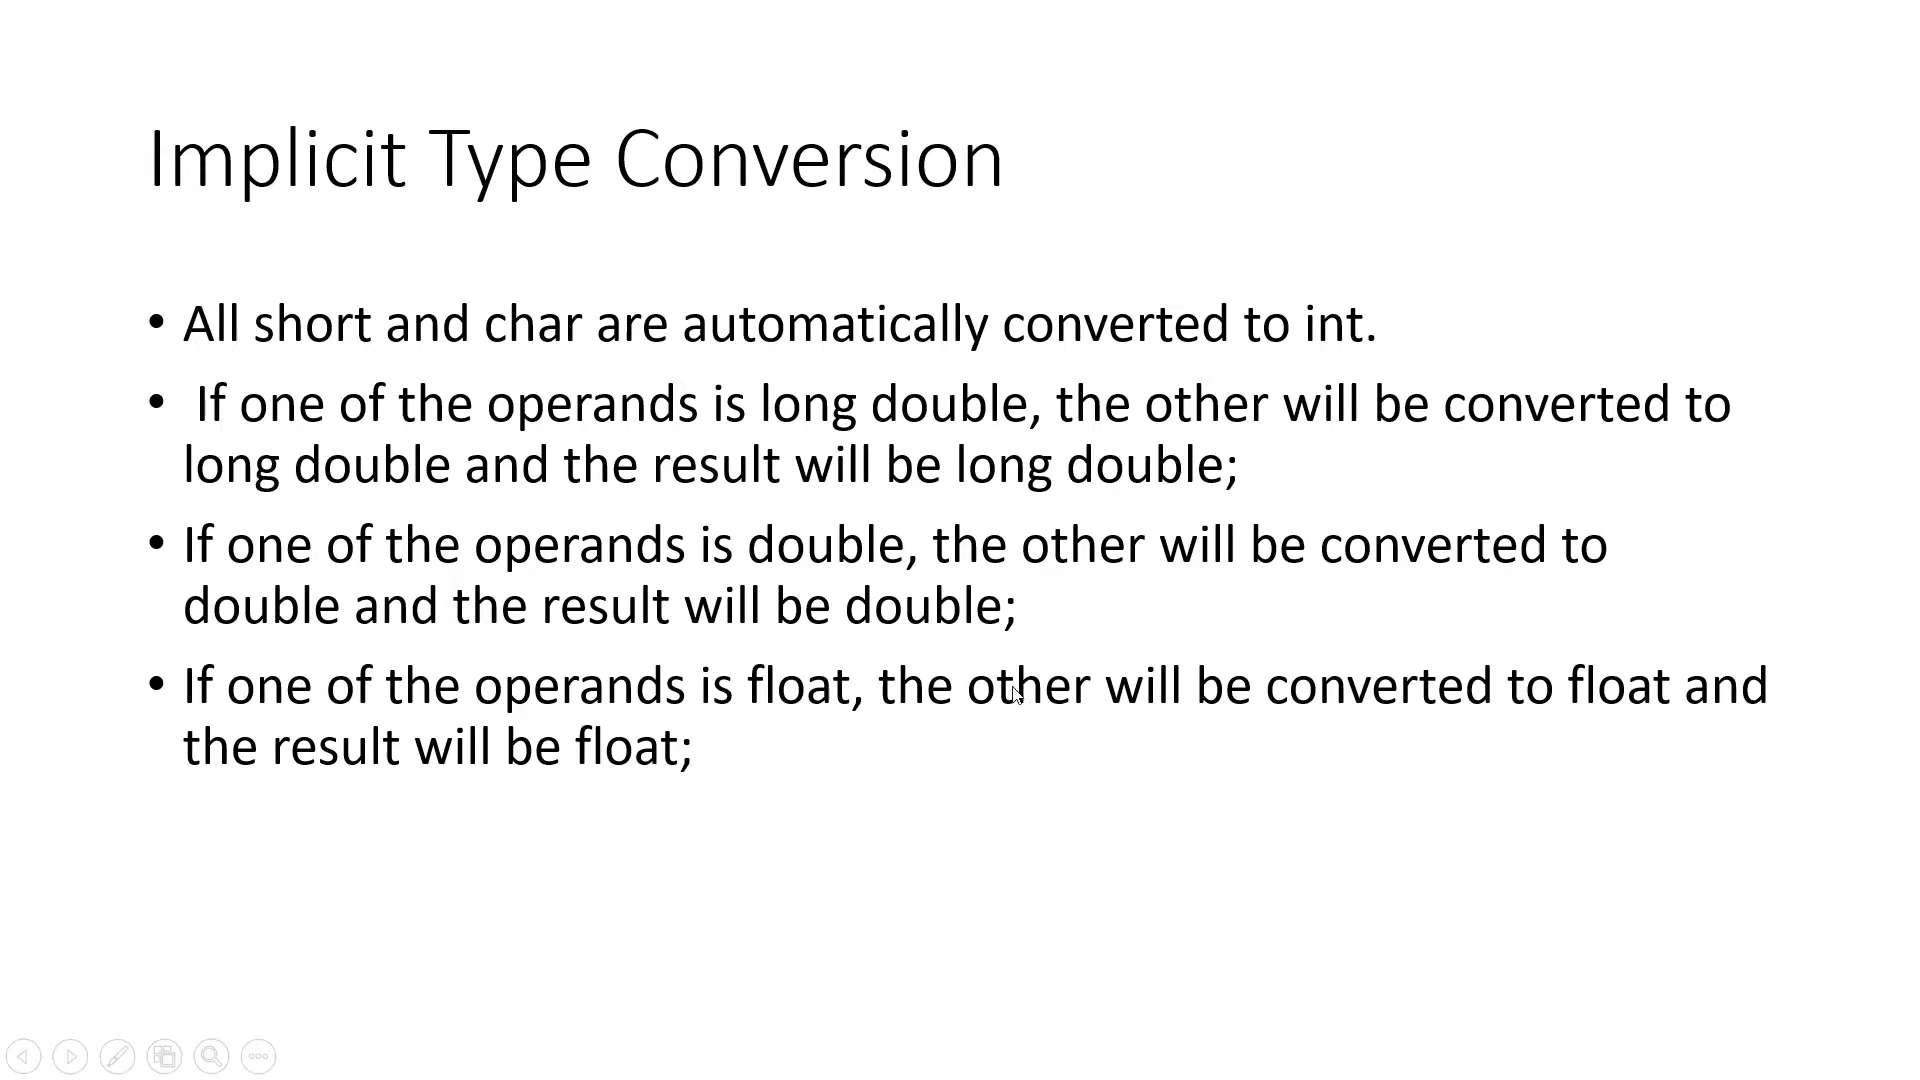 Implicit Type Conversion
• All short and char are automatically converted to int.
• If one of the operands is long double, the other will be converted to
long double and the result will be long double;
• If one of the operands is double, the other will be converted to
double and the result will be double;
• If one of the operands is float, the other will be converted to float and
the result will be float;